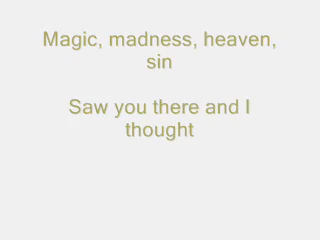 Magic, madness, heaven,
sin
Saw you there and I
thought